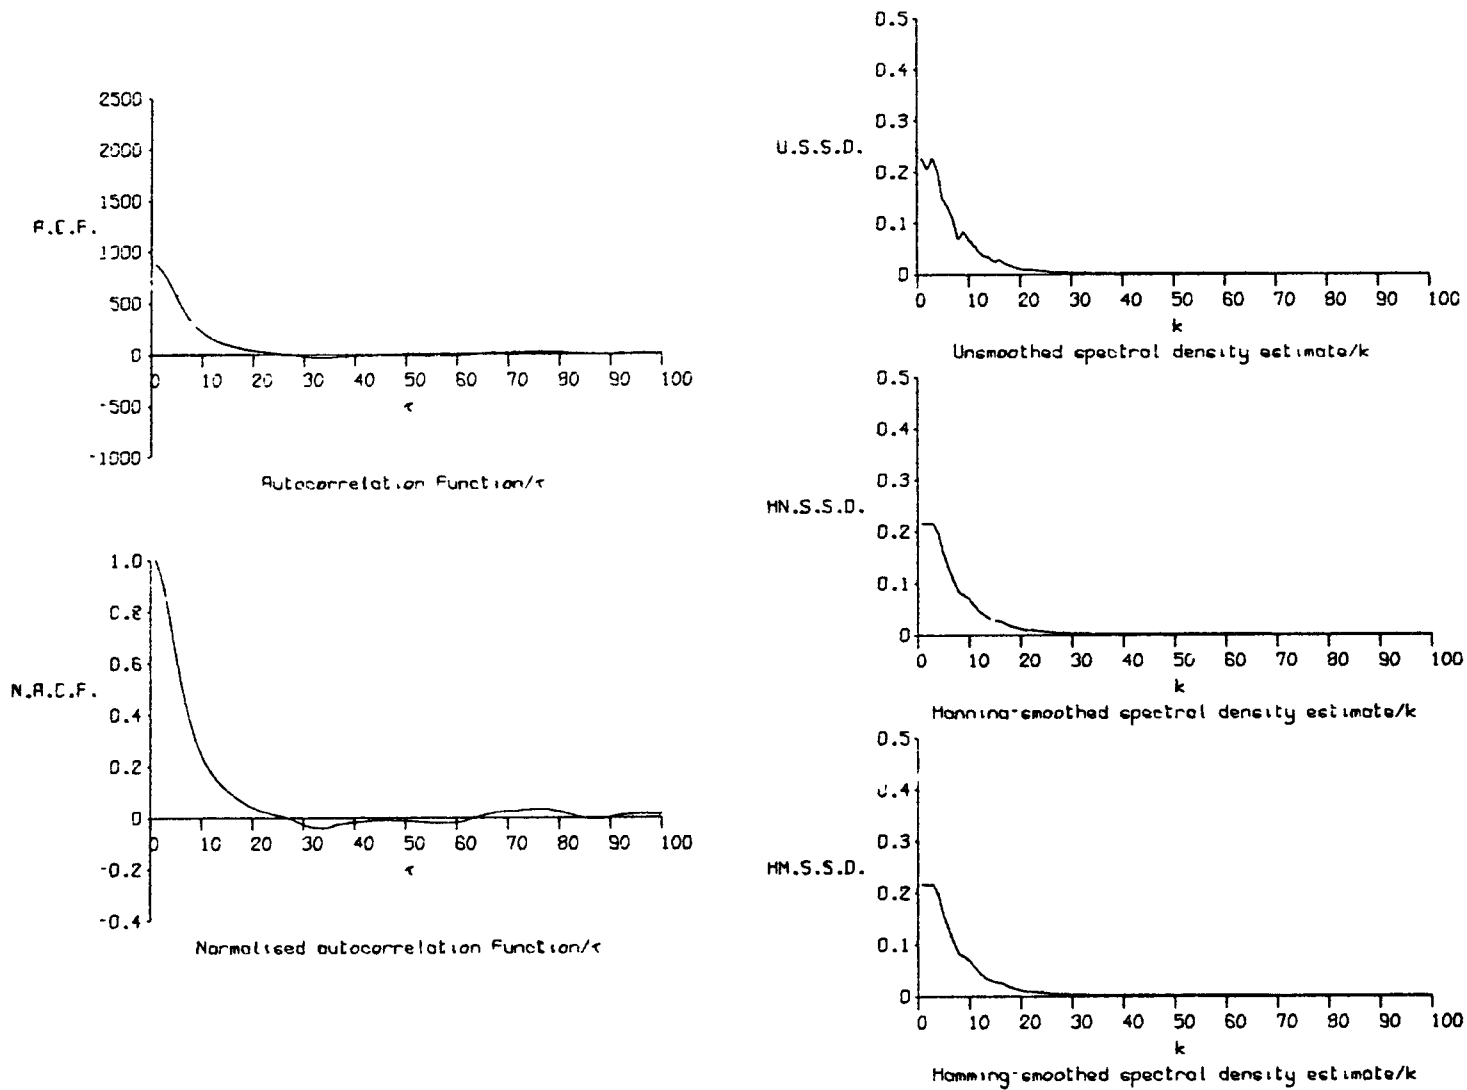 2500
2000
1500
A.C.F.
1000
500
0
0 10 20 30 40 50 60 70 80 90 100
-500
τ
-1000
Autocorrelation Function/τ
1.0
0.8
0.6
N.A.C.F.
0.4
0.2
0
0 10 20 30 40 50 60 70 80 90 100
-0.2
τ
-0.4
Normalised autocorrelation Function/τ
0.5
0.4
0.3
U.S.S.D.
0.2
0.1
0
0 10 20 30 40 50 60 70 80 90 100
k
Unsmoothed spectral density estimate/k
0.5
0.4
0.3
HN.S.S.D.
0.2
0.1
0
0 10 20 30 40 50 60 70 80 90 100
k
Hanning-smoothed spectral density estimate/k
0.5
0.4
0.3
HM.S.S.D.
0.2
0.1
0
0 10 20 30 40 50 60 70 80 90 100
k
Hamming-smoothed spectral density estimate/k